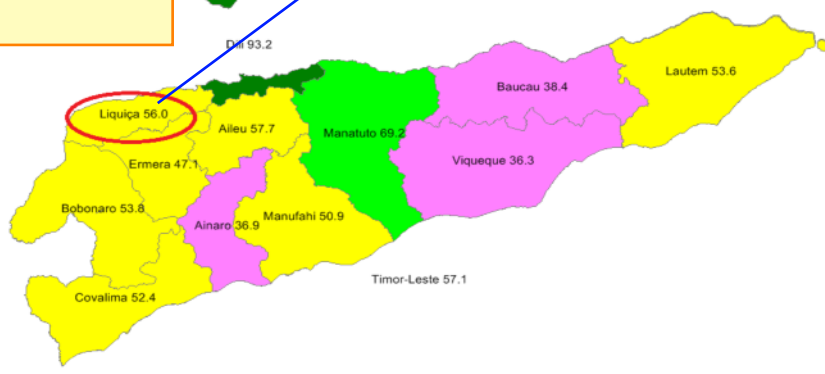 Dili 93.2
Lautem 53.6
Baucau 38.4
Liquiça 56.0
Aileu 57.7
Manatuto 69.2
Viqueque 36.3
Ermera 47.1
Bobonaro 53.8
Manufahi 50.9
Ainaro 36.9
Timor-Leste 57.1
Covalima 52.4